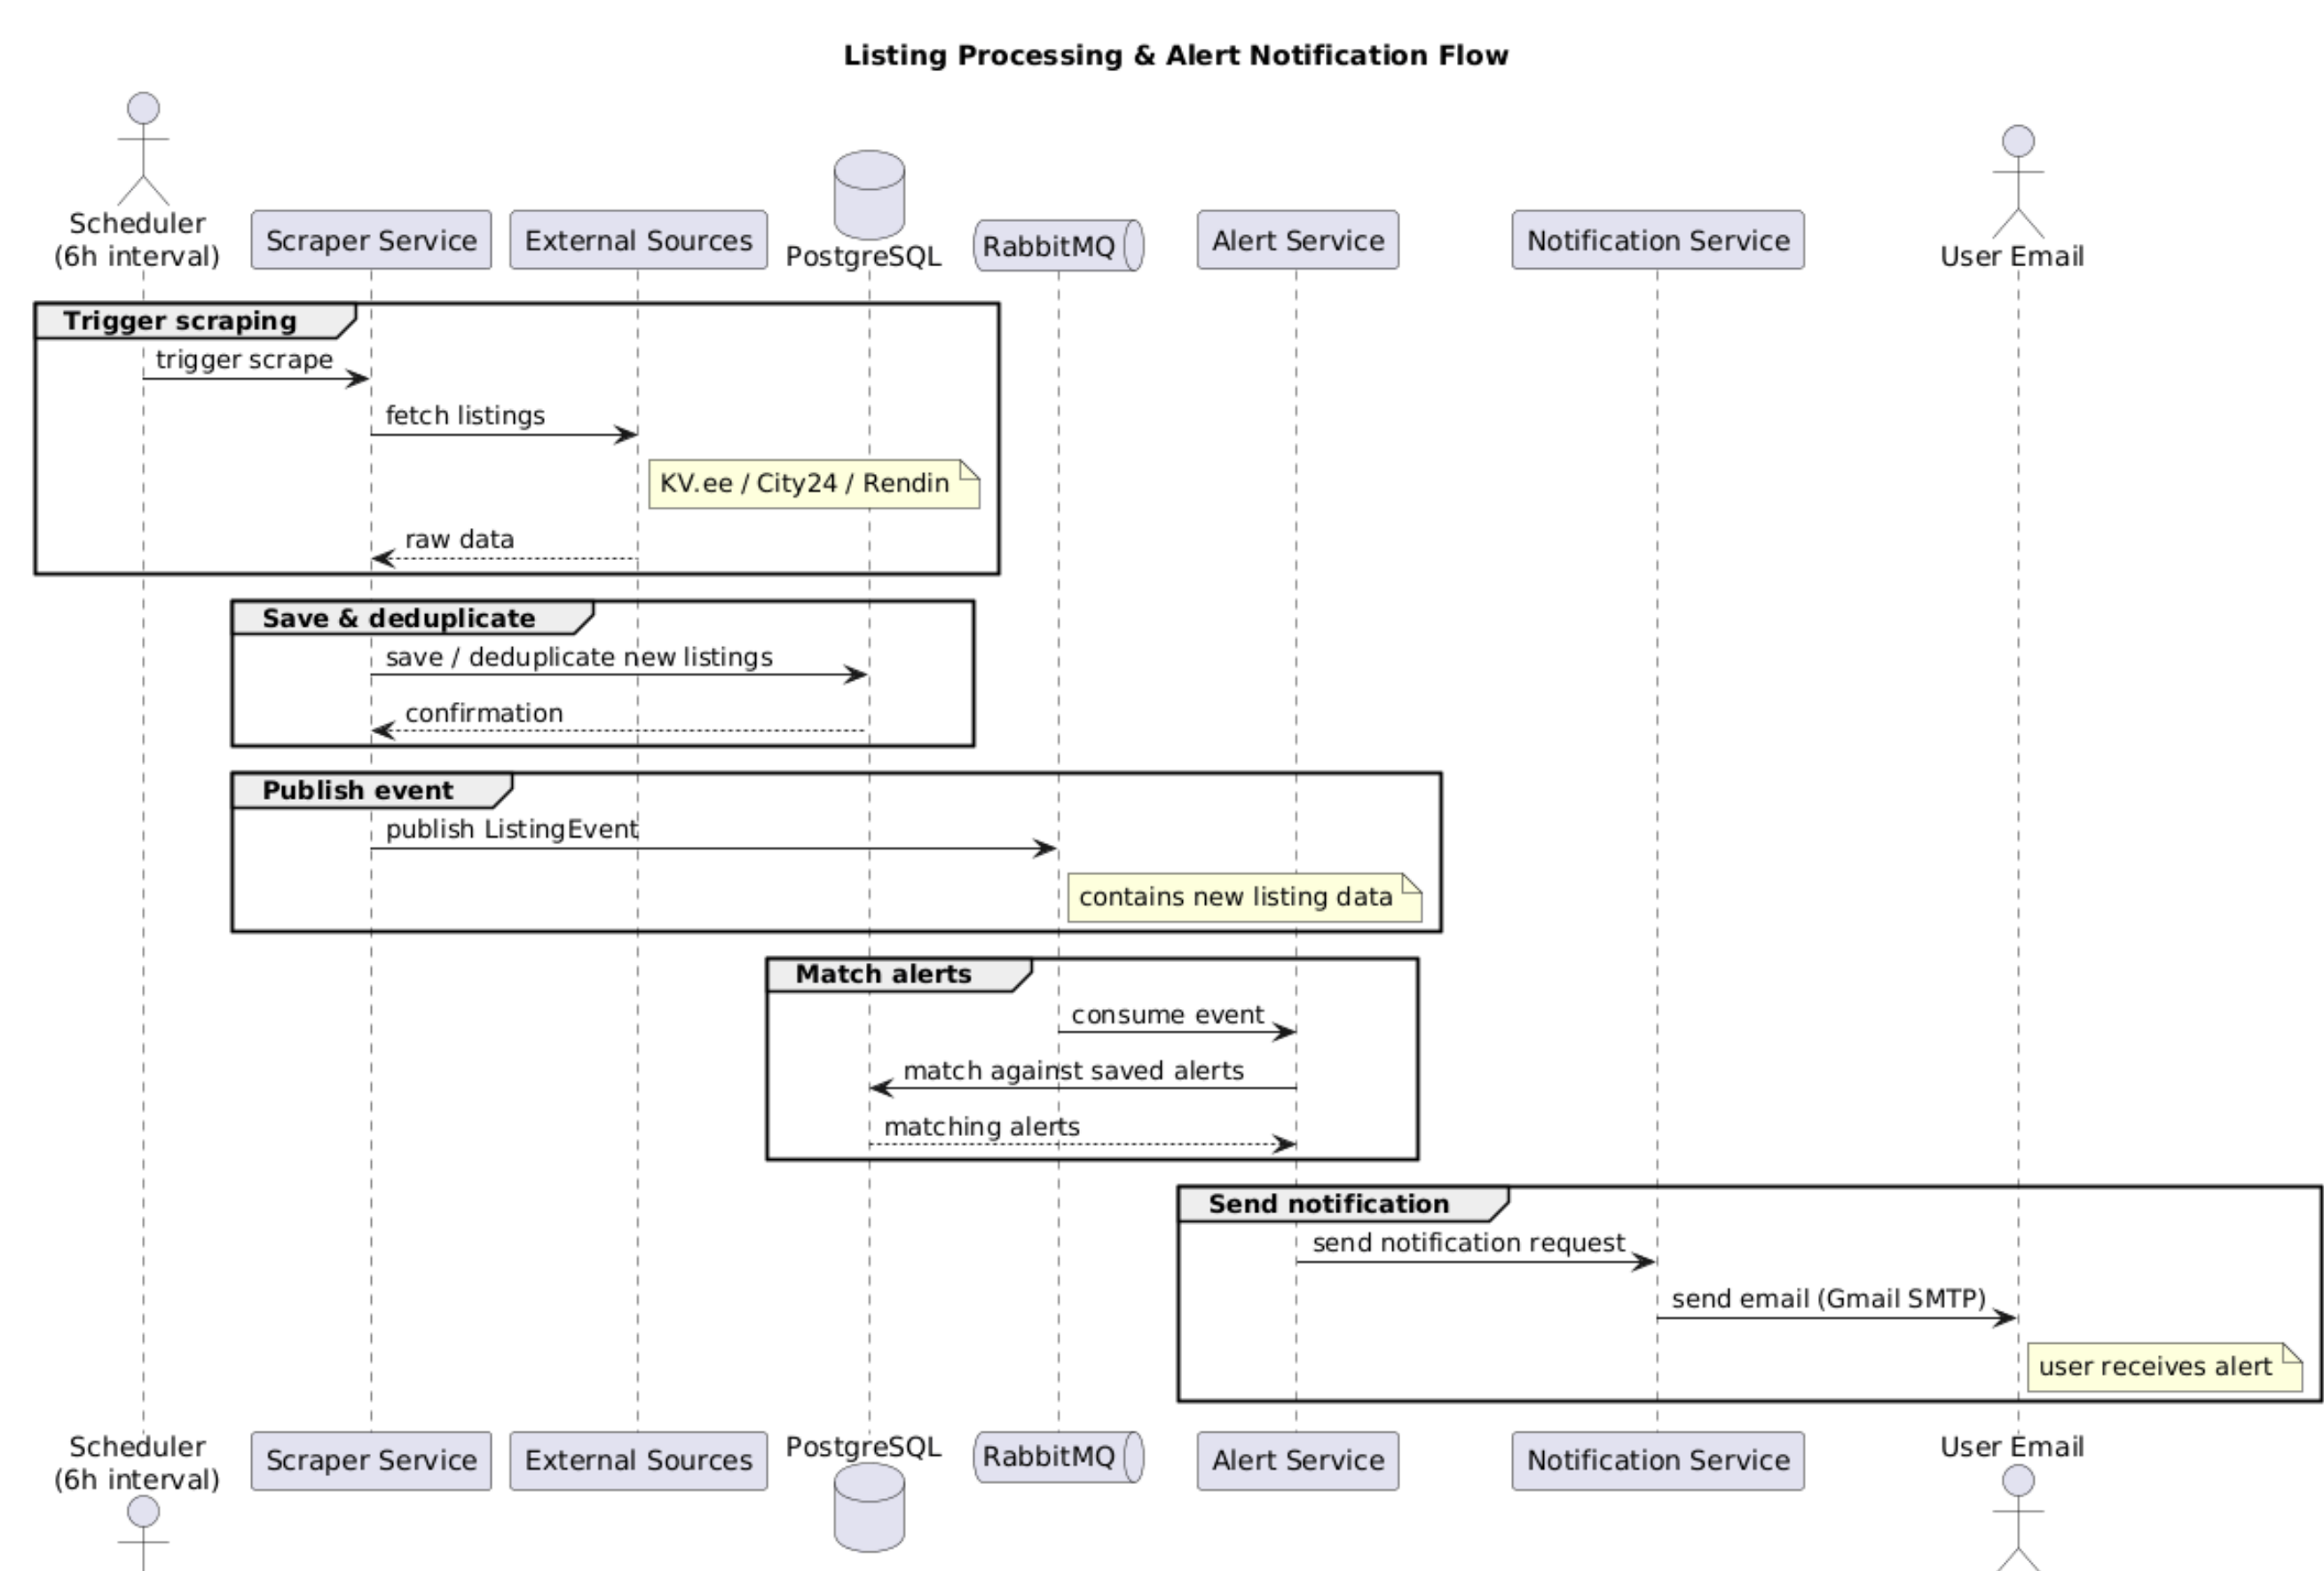 Listing Processing & Alert Notification Flow
Scheduler
(6h interval)
Scraper Service
External Sources
PostgreSQL
RabbitMQ
Alert Service
Notification Service
User Email
Trigger scraping
trigger scrape
fetch listings
KV.ee / City24 / Rendin
raw data
Save & deduplicate
save / deduplicate new listings
confirmation
Publish event
publish ListingEvent
contains new listing data
Match alerts
consume event
match against saved alerts
matching alerts
Send notification
send notification request
send email (Gmail SMTP)
user receives alert
Scheduler
(6h interval)
Scraper Service
External Sources
PostgreSQL
RabbitMQ
Alert Service
Notification Service
User Email